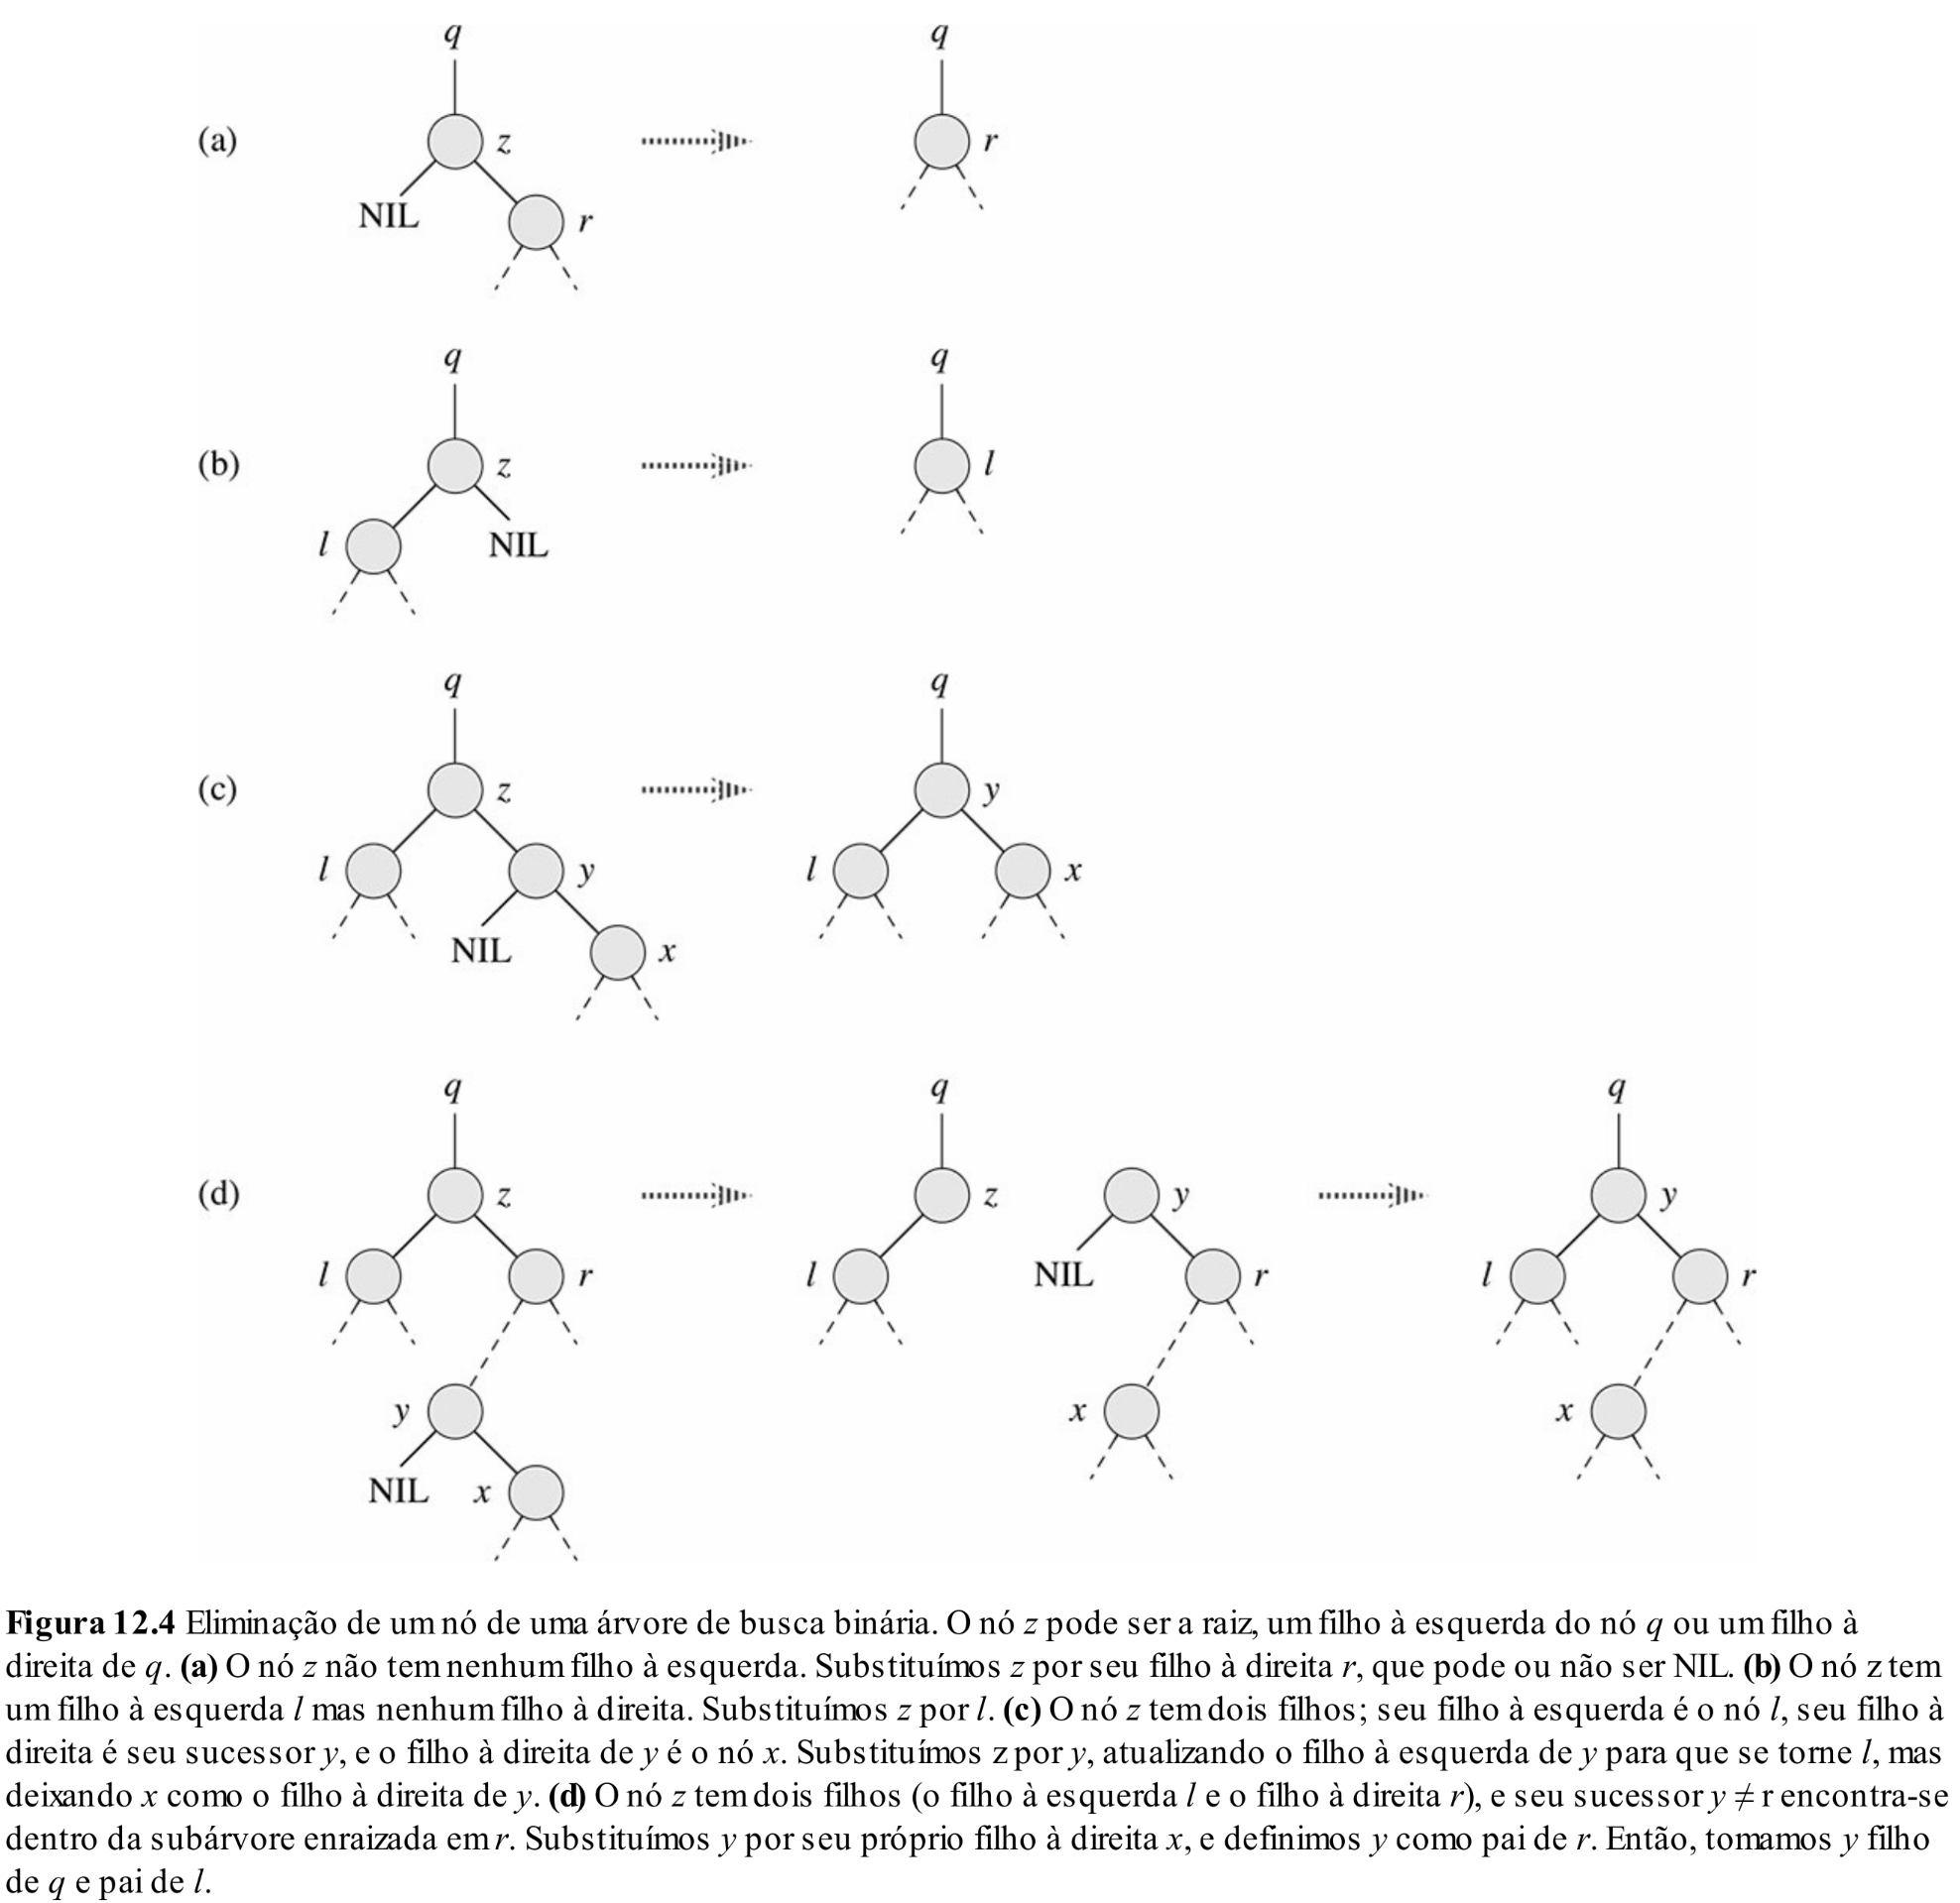 q q
(a) z r
NIL r
q q
(b) z l
l NIL
q q
(c) z y
l y l x
NIL x
q q q
(d) z z y y
l r l NIL r l r
y x x
NIL x
Figura 12.4 Eliminação de um nó de uma árvore de busca binária. O nó z pode ser a raiz, um filho à esquerda do nó q ou um filho à
direita de q. (a) O nó z não tem nenhum filho à esquerda. Substituímos z por seu filho à direita r, que pode ou não ser NIL. (b) O nó z tem
um filho à esquerda l mas nenhum filho à direita. Substituímos z por l. (c) O nó z tem dois filhos; seu filho à esquerda é o nó l, seu filho à
direita é seu sucessor y, e o filho à direita de y é o nó x. Substituímos z por y, atualizando o filho à esquerda de y para que se torne l, mas
deixando x como o filho à direita de y. (d) O nó z tem dois filhos (o filho à esquerda l e o filho à direita r), e seu sucessor y ≠ r encontra-se
dentro da subárvore enraizada em r. Substituímos y por seu próprio filho à direita x, e definimos y como pai de r. Então, tomamos y filho
de q e pai de l.